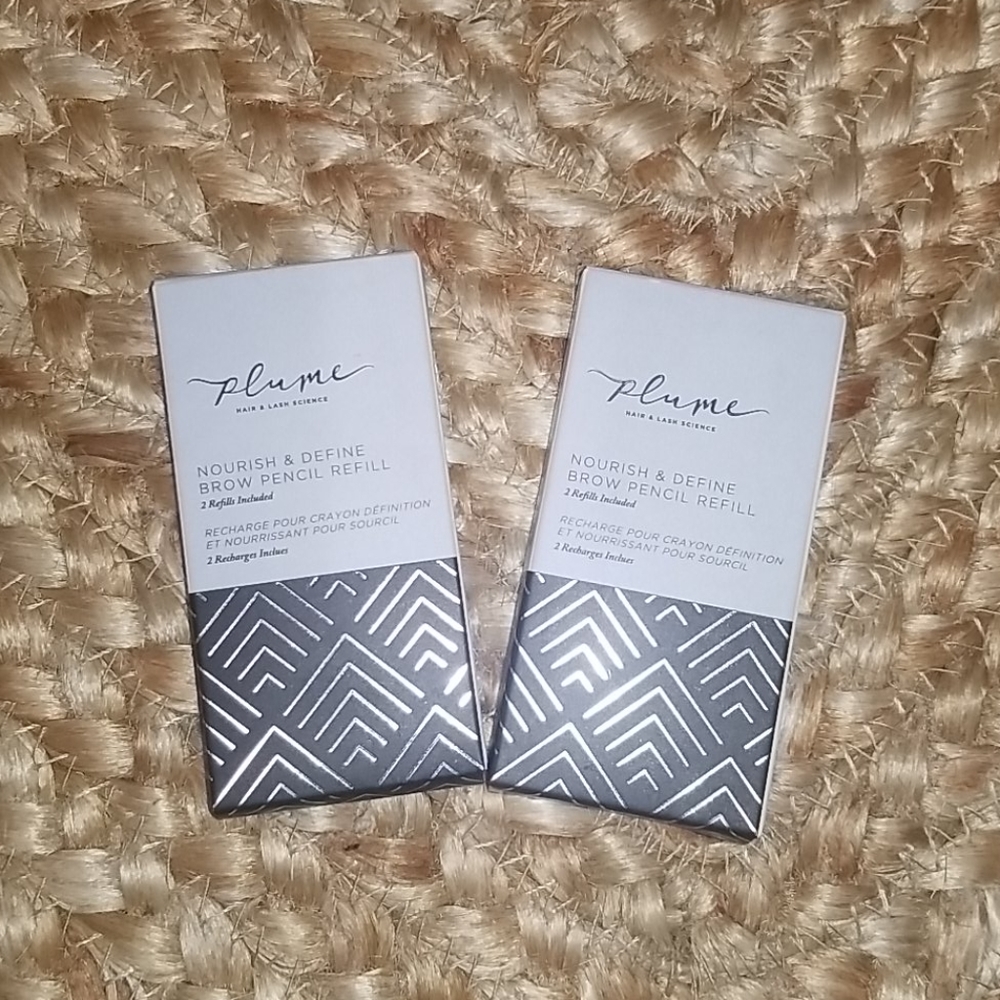 plume
HAIR & LASH SCIENCE
NOURISH & DEFINE
BROW PENCIL REFILL
2 Refills Included
RECHARGE POUR CRAYON DÉFINITION
ET NOURRISSANT POUR SOURCIL
2 Recharges Inclues
plume
HAIR & LASH SCIENCE
NOURISH & DEFINE
BROW PENCIL REFILL
2 Refills Included
RECHARGE POUR CRAYON DÉFINITION
ET NOURRISSANT POUR SOURCIL
2 Recharges Inclues